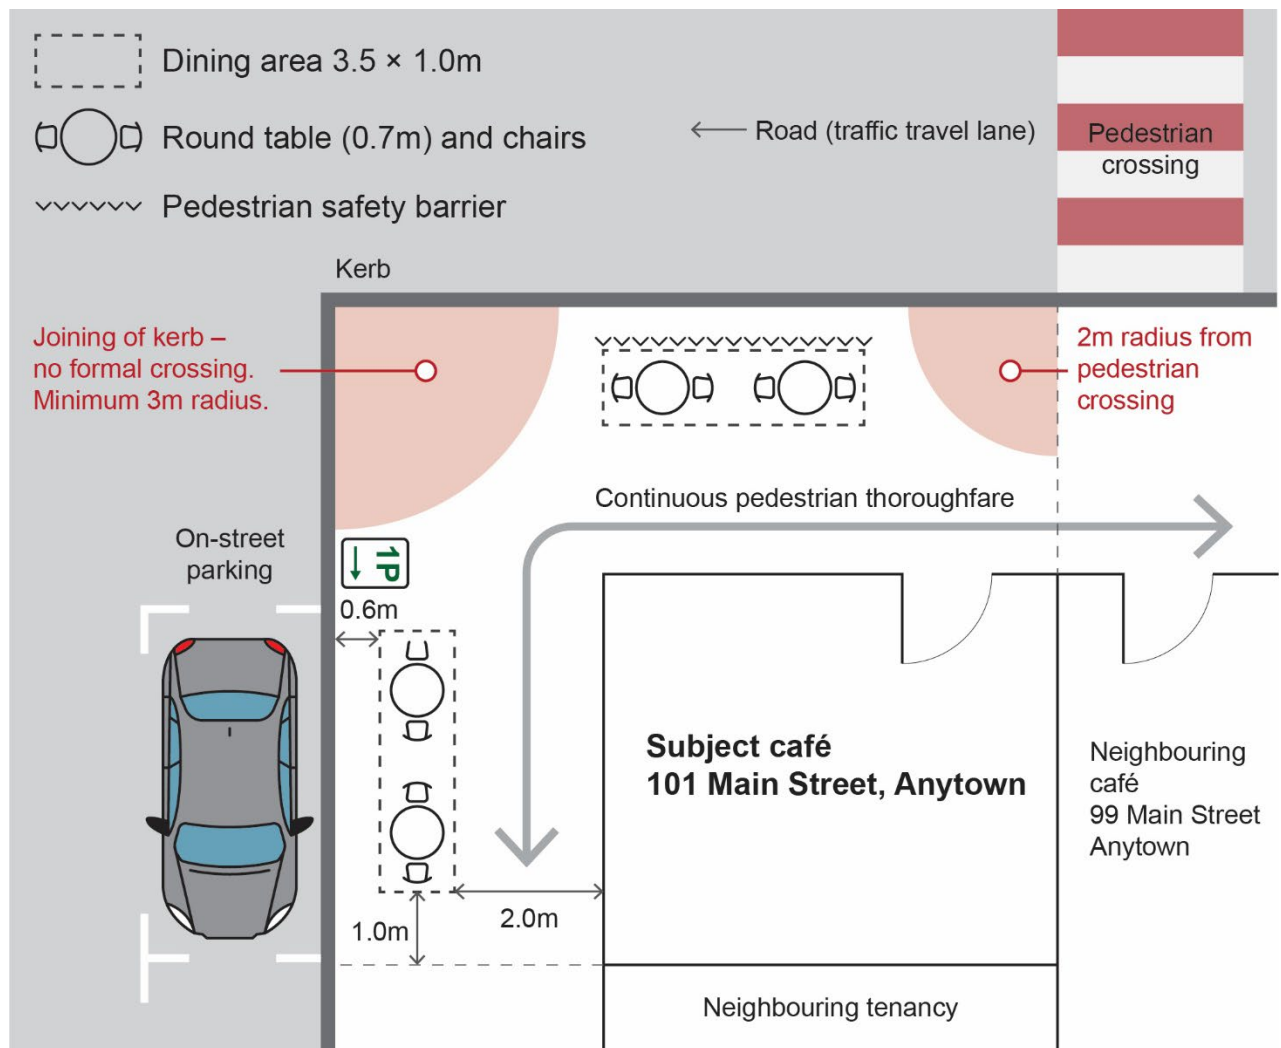 Dining area 3.5 × 1.0m
Round table (0.7m) and chairs
Pedestrian safety barrier
Road (traffic travel lane)
Pedestrian
crossing
Kerb
Joining of kerb –
no formal crossing.
Minimum 3m radius.
2m radius from
pedestrian
crossing
Continuous pedestrian thoroughfare
On-street
parking
1P
0.6m
Subject café
101 Main Street, Anytown
Neighbouring
café
99 Main Street
Anytown
2.0m
1.0m
Neighbouring tenancy